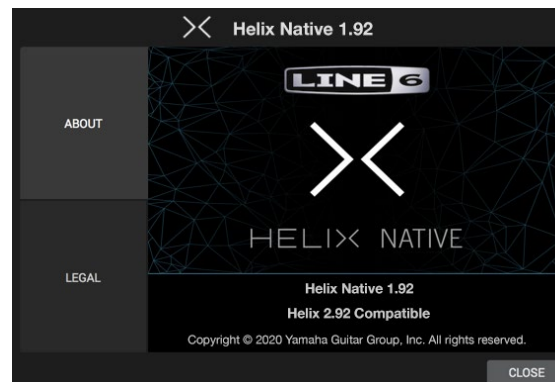 Helix Native 1.92
LINE 6
ABOUT
HELIX NATIVE
LEGAL
Helix Native 1.92
Helix 2.92 Compatible
Copyright © 2020 Yamaha Guitar Group, Inc. All rights reserved.
CLOSE